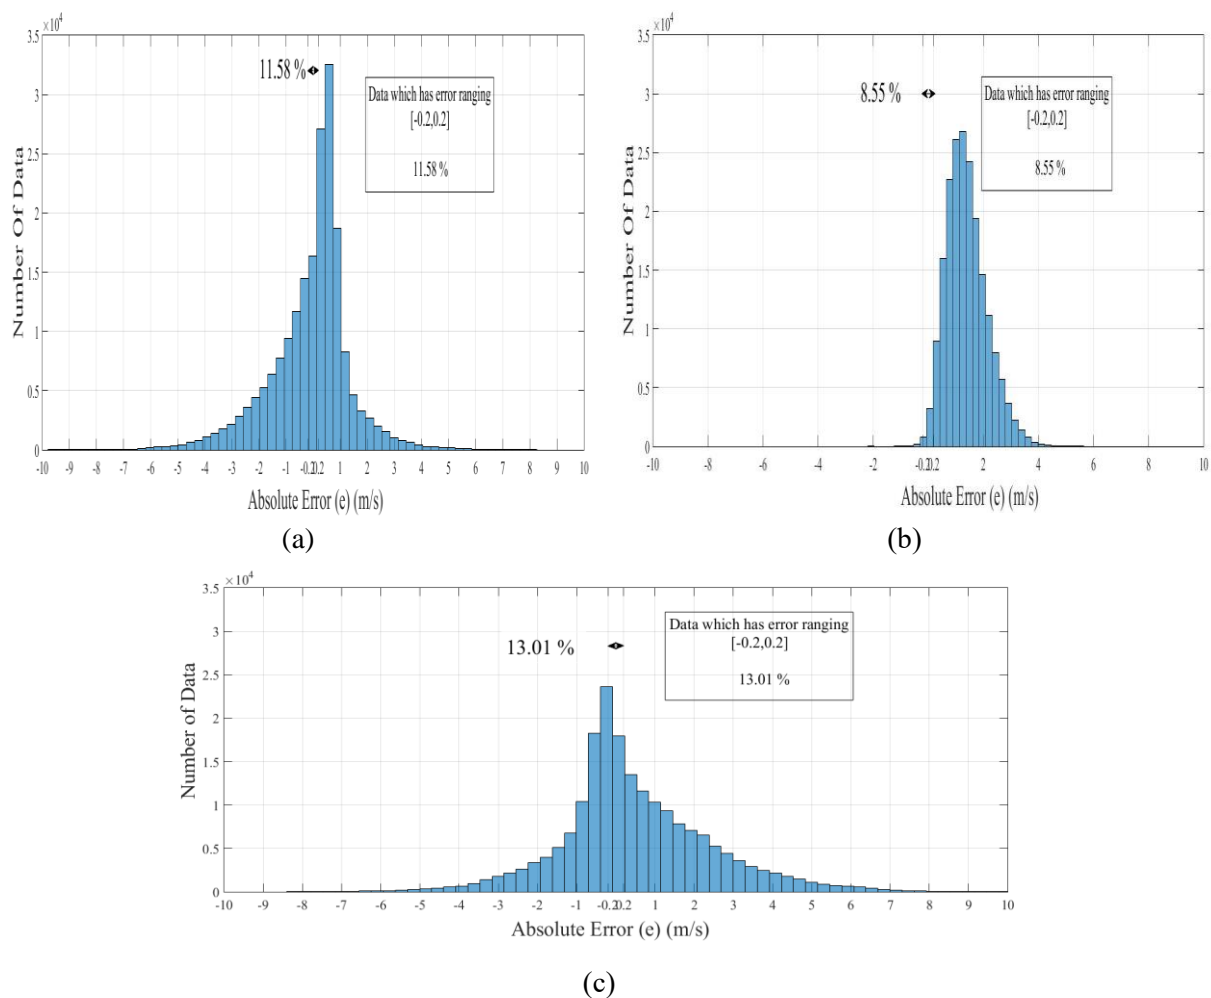 ×10⁴
3.5
3
2.5
2
1.5
1
0.5
0
Number Of Data
11.58 %
Data which has error ranging
[-0.2,0.2]
11.58 %
-10 -9 -8 -7 -6 -5 -4 -3 -2 -1 -0.2 0.2 1 2 3 4 5 6 7 8 10
Absolute Error (e) (m/s)
(a)
×10⁴
3.5
3
2.5
2
1.5
1
0.5
0
Number Of Data
8.55 %
Data which has error ranging
[-0.2,0.2]
8.55 %
-10 -8 -6 -4 -2 -0.2 0.2 2 4 6 8 10
Absolute Error (e) (m/s)
(b)
×10⁴
3.5
3
2.5
2
1.5
1
0.5
0
Number of Data
13.01 %
Data which has error ranging
[-0.2,0.2]
13.01 %
-10 -9 -8 -7 -6 -5 -4 -3 -2 -1 -0.2 0.2 1 2 3 4 5 6 7 8 9 10
Absolute Error (e) (m/s)
(c)